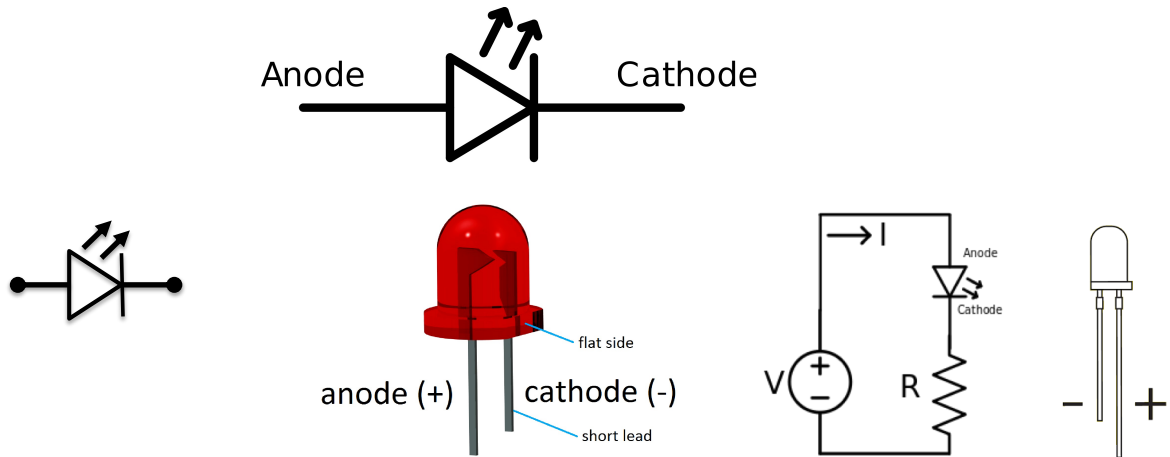 Anode
Cathode
flat side
anode (+)
cathode (-)
short lead
I
Anode
Cathode
V
+
−
R
-
+